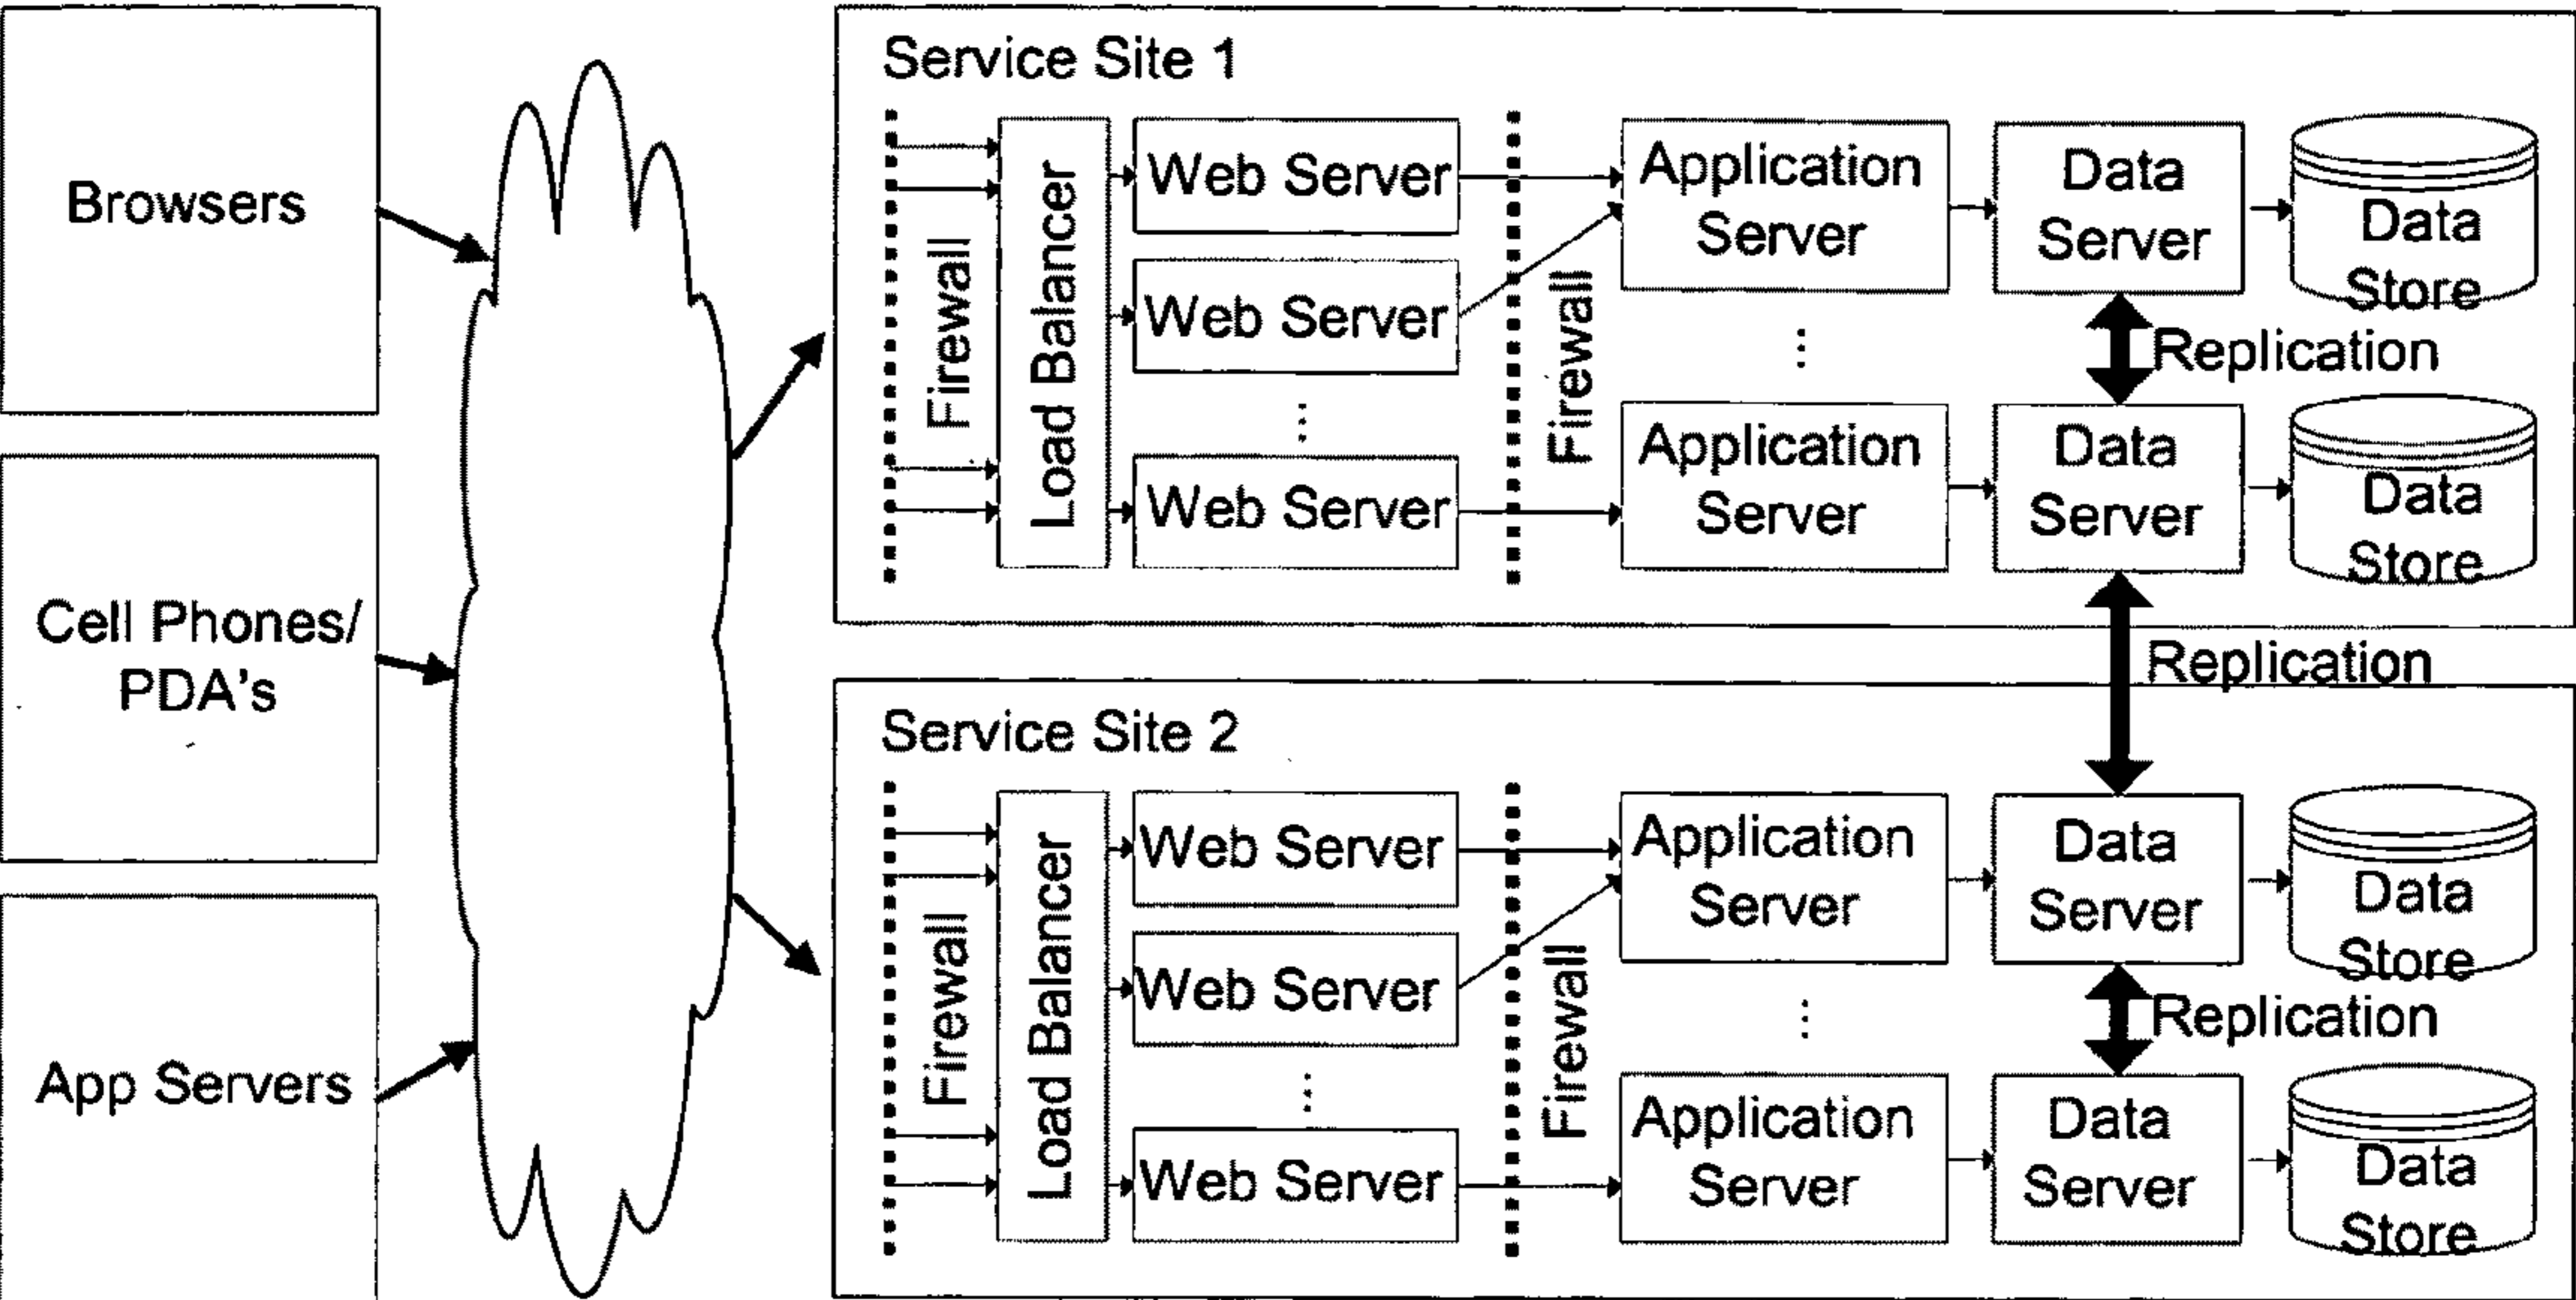 Browsers
Cell Phones/
PDA's
App Servers
Service Site 1
Firewall
Load Balancer
Web Server
Web Server
...
Web Server
Firewall
Application
Server
...
Application
Server
Data
Server
Replication
Data
Server
Data
Store
Data
Store
Replication
Service Site 2
Firewall
Load Balancer
Web Server
Web Server
...
Web Server
Firewall
Application
Server
...
Application
Server
Data
Server
Replication
Data
Server
Data
Store
Data
Store